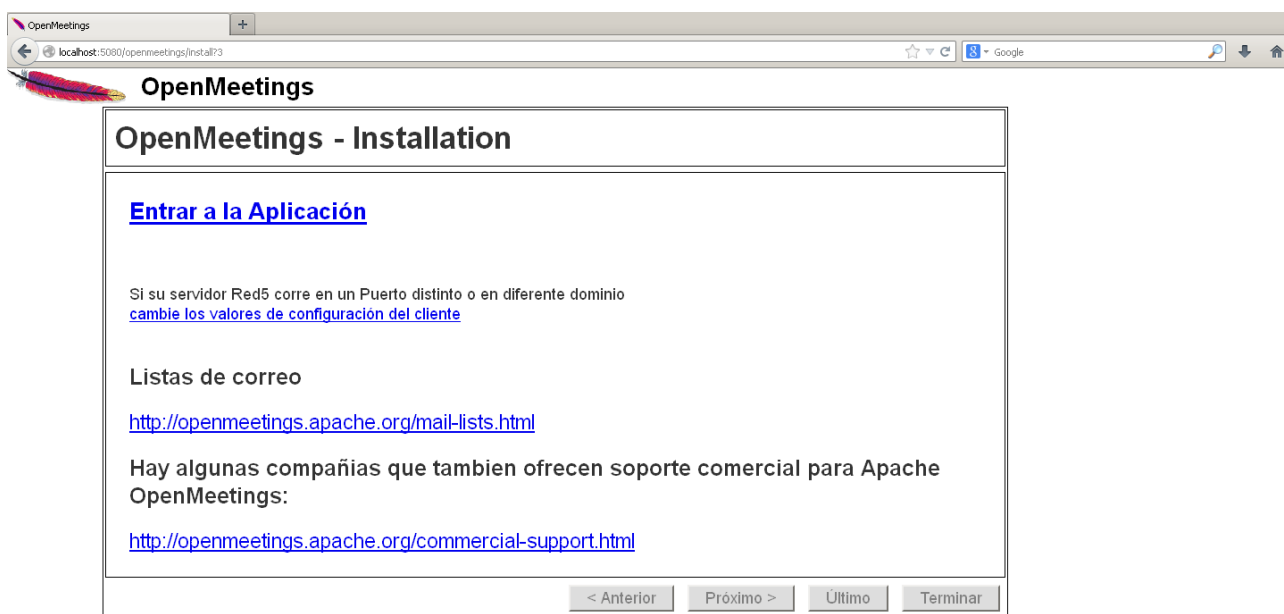 OpenMeetings
localhost:5080/openmeetings/install?3
Google
OpenMeetings
OpenMeetings - Installation
Entrar a la Aplicación
Si su servidor Red5 corre en un Puerto distinto o en diferente dominio
cambie los valores de configuración del cliente
Listas de correo
http://openmeetings.apache.org/mail-lists.html
Hay algunas compañias que tambien ofrecen soporte comercial para Apache
OpenMeetings:
http://openmeetings.apache.org/commercial-support.html
< Anterior Próximo > Último Terminar